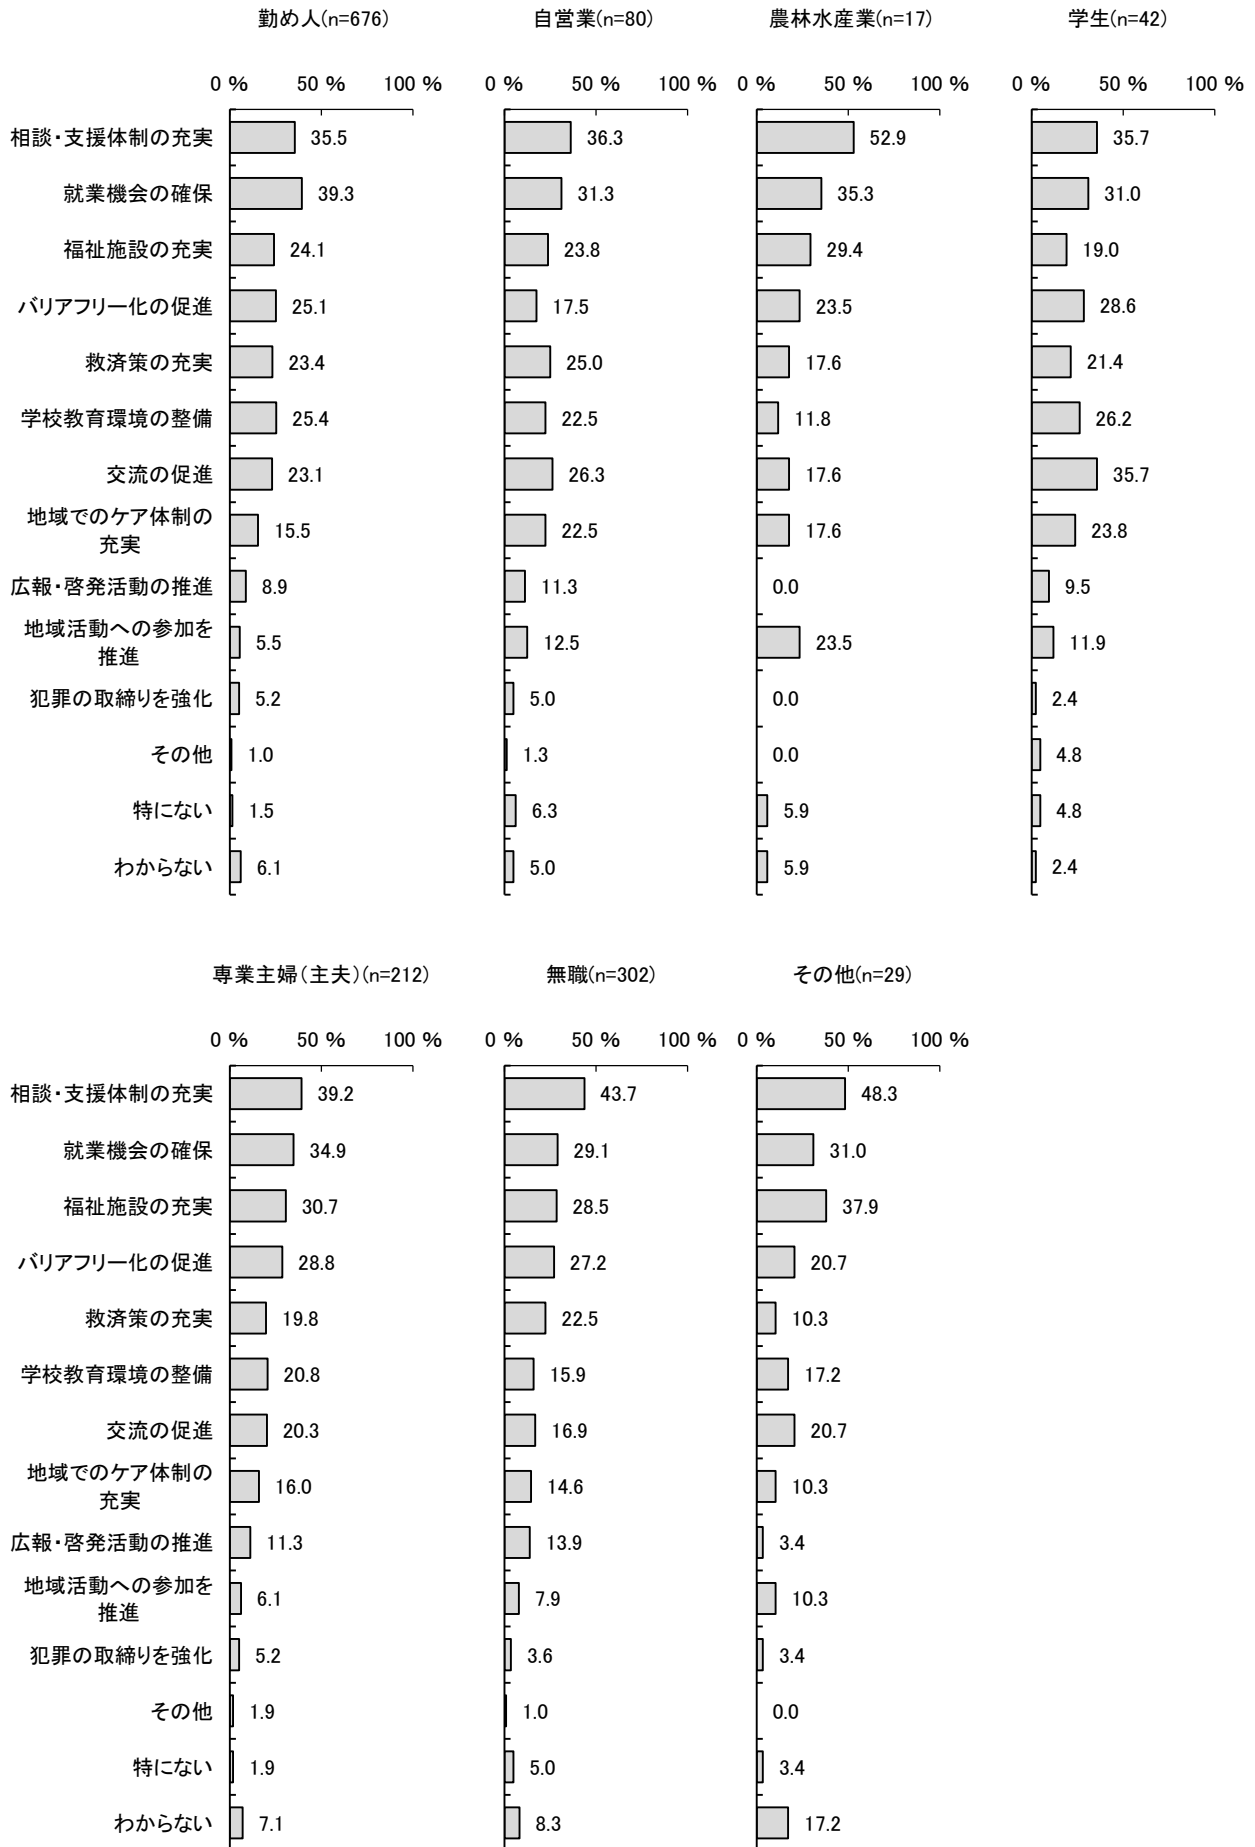 勤め人(n=676) 自営業(n=80) 農林水産業(n=17) 学生(n=42)
0 % 50 % 100 % 0 % 50 % 100 % 0 % 50 % 100 % 0 % 50 % 100 %
相談・支援体制の充実 35.5 36.3 52.9 35.7
就業機会の確保 39.3 31.3 35.3 31.0
福祉施設の充実 24.1 23.8 29.4 19.0
バリアフリー化の促進 25.1 17.5 23.5 28.6
救済策の充実 23.4 25.0 17.6 21.4
学校教育環境の整備 25.4 22.5 11.8 26.2
交流の促進 23.1 26.3 17.6 35.7
地域でのケア体制の
充実 15.5 22.5 17.6 23.8
広報・啓発活動の推進 8.9 11.3 0.0 9.5
地域活動への参加を
推進 5.5 12.5 23.5 11.9
犯罪の取締りを強化 5.2 5.0 0.0 2.4
その他 1.0 1.3 0.0 4.8
特にない 1.5 6.3 5.9 4.8
わからない 6.1 5.0 5.9 2.4
専業主婦(主夫)(n=212) 無職(n=302) その他(n=29)
0 % 50 % 100 % 0 % 50 % 100 % 0 % 50 % 100 %
相談・支援体制の充実 39.2 43.7 48.3
就業機会の確保 34.9 29.1 31.0
福祉施設の充実 30.7 28.5 37.9
バリアフリー化の促進 28.8 27.2 20.7
救済策の充実 19.8 22.5 10.3
学校教育環境の整備 20.8 15.9 17.2
交流の促進 20.3 16.9 20.7
地域でのケア体制の
充実 16.0 14.6 10.3
広報・啓発活動の推進 11.3 13.9 3.4
地域活動への参加を
推進 6.1 7.9 10.3
犯罪の取締りを強化 5.2 3.6 3.4
その他 1.9 1.0 0.0
特にない 1.9 5.0 3.4
わからない 7.1 8.3 17.2